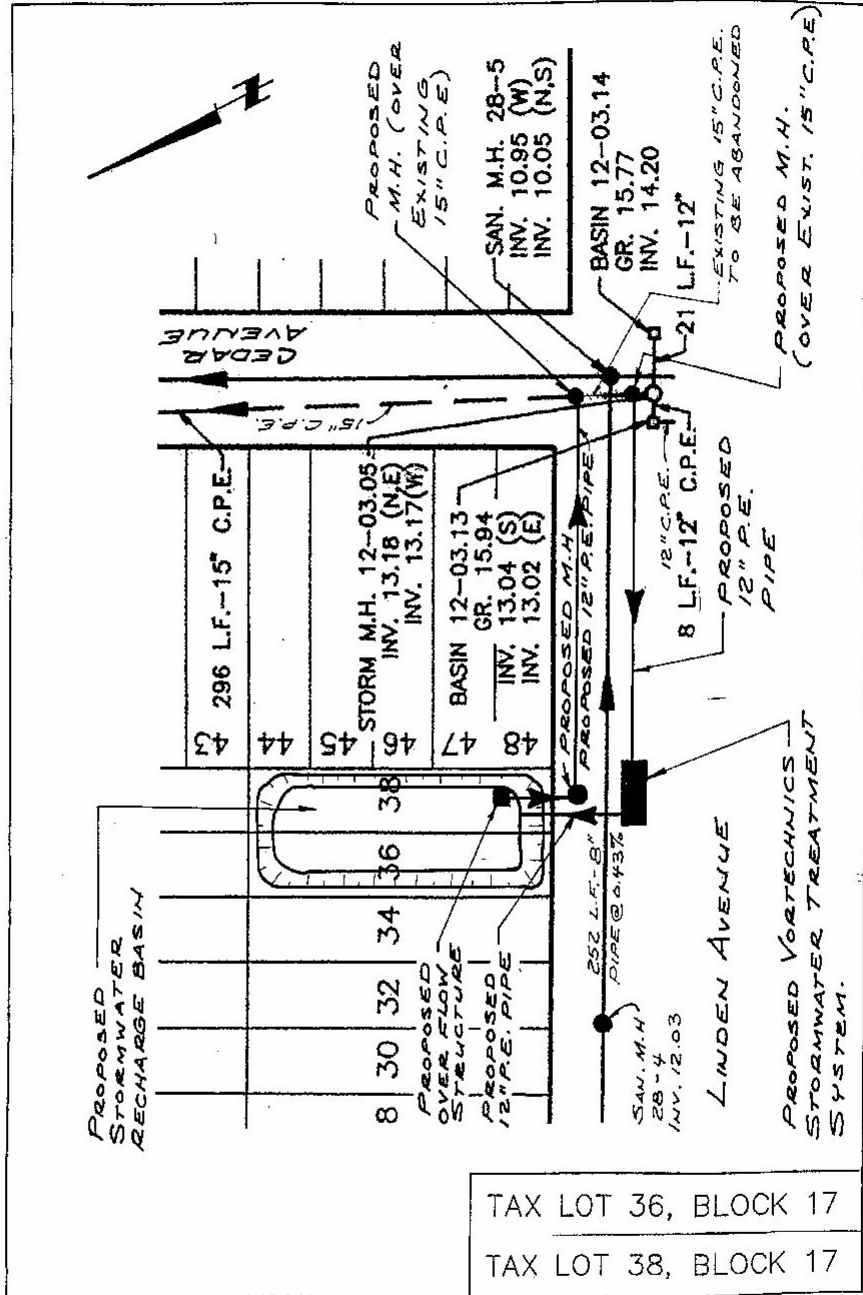 PROPOSED
STORMWATER
RECHARGE BASIN
PROPOSED
M.H. (OVER
EXISTING
15" C.P.E)
N
CEDAR
AVENUE
296 L.F.-15" C.P.E.
15" C.P.E.
STORM M.H. 12-03.05
INV. 13.18 (N,E)
INV. 13.17(W)
BASIN 12-03.13
GR. 15.94
INV. 13.04 (S)
INV. 13.02 (E)
SAN. M.H. 28-5
INV. 10.95 (W)
INV. 10.05 (N,S)
BASIN 12-03.14
GR. 15.77
INV. 14.20
43
44
45
46
47
48
8 30 32 34 36 38
PROPOSED
OVER FLOW
STRUCTURE
PROPOSED
12" P.E. PIPE
PROPOSED M.H
PROPOSED 12" P.E. PIPE
EXISTING 15" C.P.E.
TO BE ABANDONED
21 L.F.-12"
12" C.P.E.
8 L.F.-12" C.P.E.
PROPOSED M.H.
(OVER EXIST. 15" C.P.E)
PROPOSED
12" P.E.
PIPE
252 L.F.-8"
PIPE @ 0.43%
SAN. M.H
28-4
INV. 12.03
LINDEN AVENUE
PROPOSED VORTECHNICS
STORMWATER TREATMENT
SYSTEM.
TAX LOT 36, BLOCK 17
TAX LOT 38, BLOCK 17